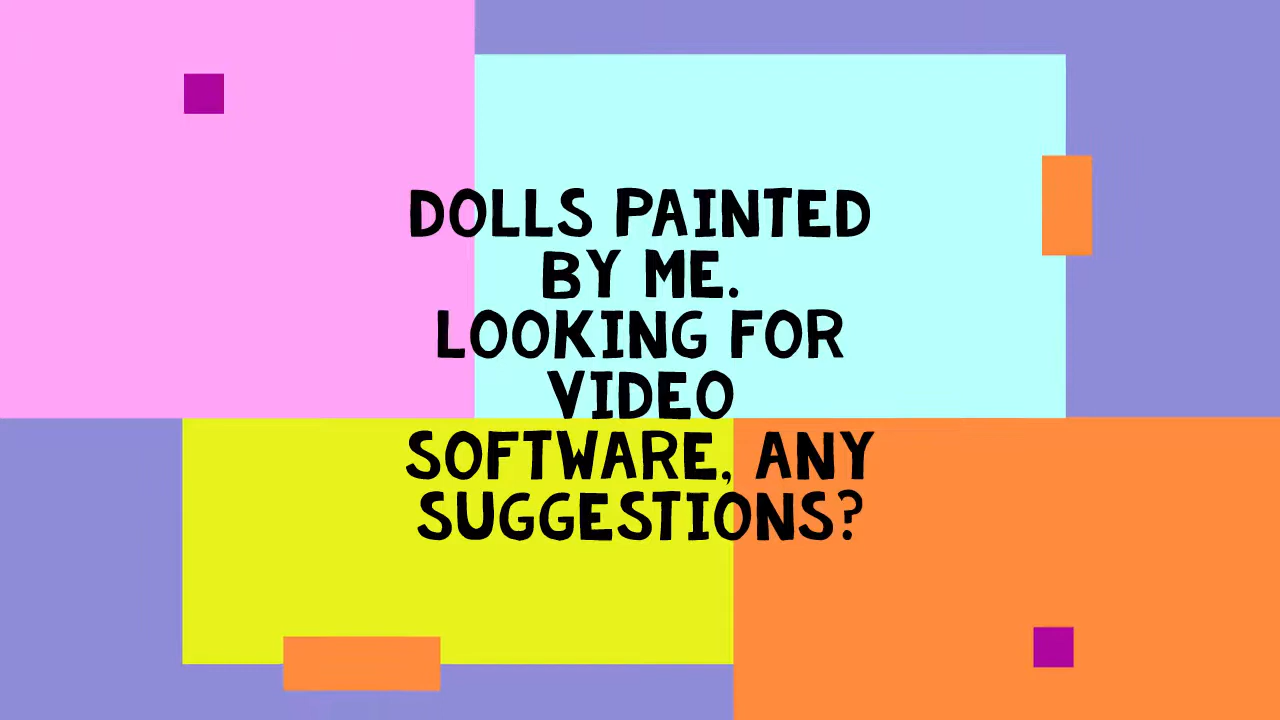 DOLLS PAINTED
BY ME.
LOOKING FOR
VIDEO
SOFTWARE, ANY
SUGGESTIONS?